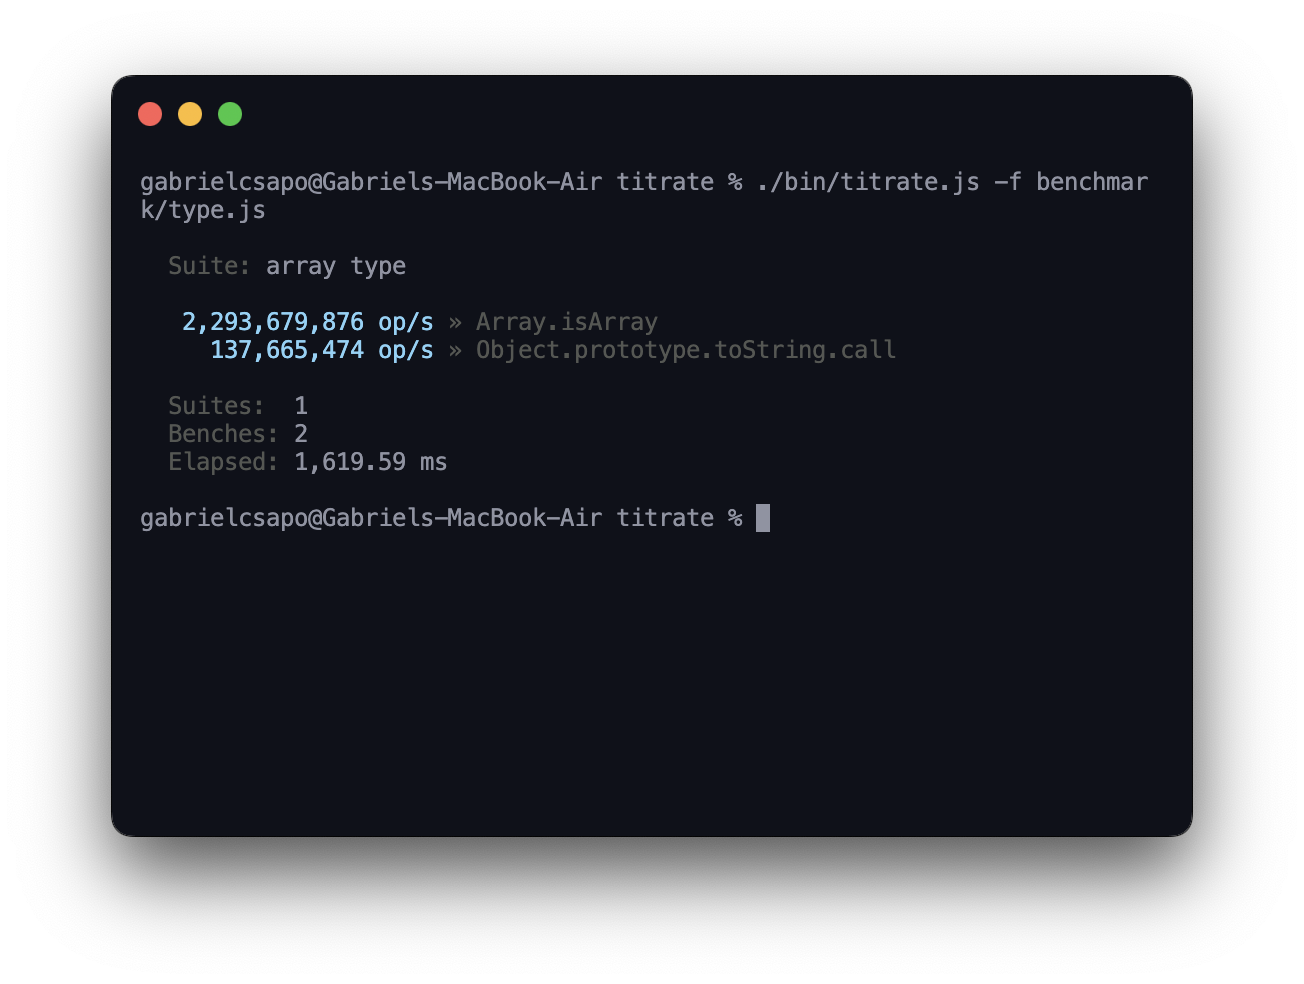 gabrielcsapo@Gabriels-MacBook-Air titrate % ./bin/titrate.js -f benchmar
k/type.js
Suite: array type
2,293,679,876 op/s » Array.isArray
137,665,474 op/s » Object.prototype.toString.call
Suites: 1
Benches: 2
Elapsed: 1,619.59 ms
gabrielcsapo@Gabriels-MacBook-Air titrate %